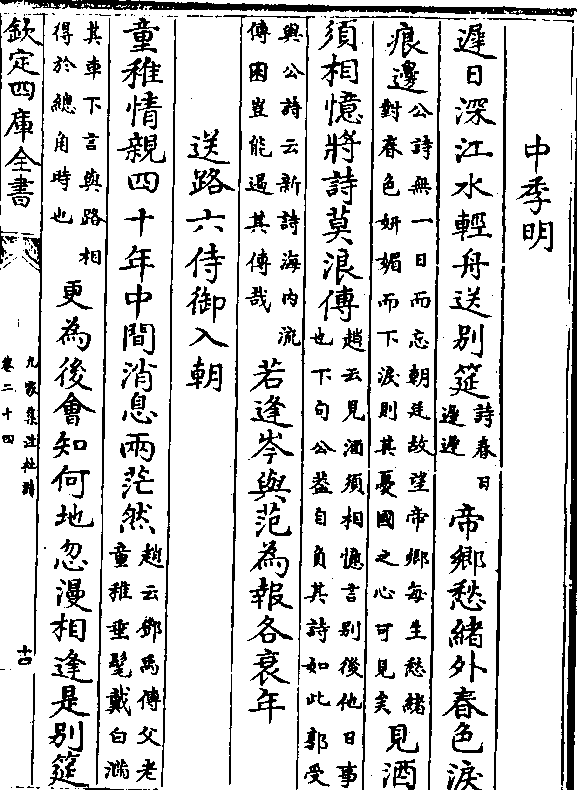 中季明
遲日深江水輕舟送別筵詩春日遲遲帝鄉愁緒外春色淚
痕邊公詩無一日而忘朝廷故望帝鄉每生愁緒對春色妍媚而下淚則其憂國之心可見矣見酒
須相憶將詩莫浪傳趙云見酒須相憶言別後他日事也下句公蓋自負其詩如此郭受
與公詩云新詩海内流傳困豈能過其傳哉若逢岑與范為報各衰年
送路六侍御入朝
童稚情親四十年中間消息兩茫然趙云鄧禹傳父老童稚垂髦戴白滿
其車下言與路相得於總角時也更為後會知何地忽漫相逢是別筵
欽定四庫全書
九家集注杜詩
卷二十四
十四